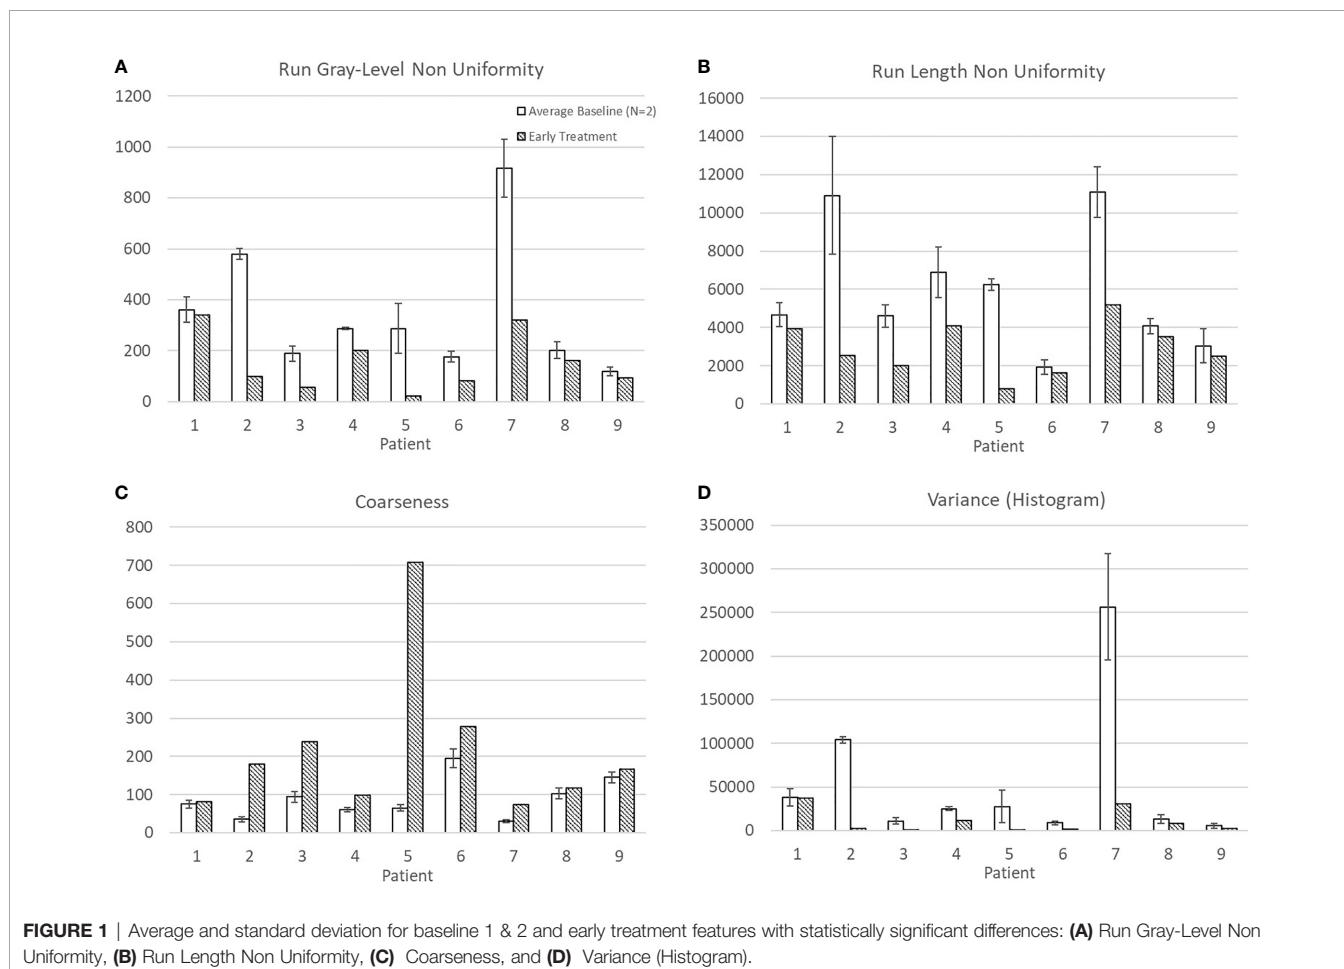 A
Run Gray-Level Non Uniformity
1200
1000
800
600
400
200
0
Average Baseline (N=2)
Early Treatment
1 2 3 4 5 6 7 8 9
Patient
B
Run Length Non Uniformity
16000
14000
12000
10000
8000
6000
4000
2000
0
1 2 3 4 5 6 7 8 9
Patient
C
Coarseness
800
700
600
500
400
300
200
100
0
1 2 3 4 5 6 7 8 9
Patient
D
Variance (Histogram)
350000
300000
250000
200000
150000
100000
50000
0
1 2 3 4 5 6 7 8 9
Patient
FIGURE 1 | Average and standard deviation for baseline 1 & 2 and early treatment features with statistically significant differences: (A) Run Gray-Level Non
Uniformity, (B) Run Length Non Uniformity, (C) Coarseness, and (D) Variance (Histogram).